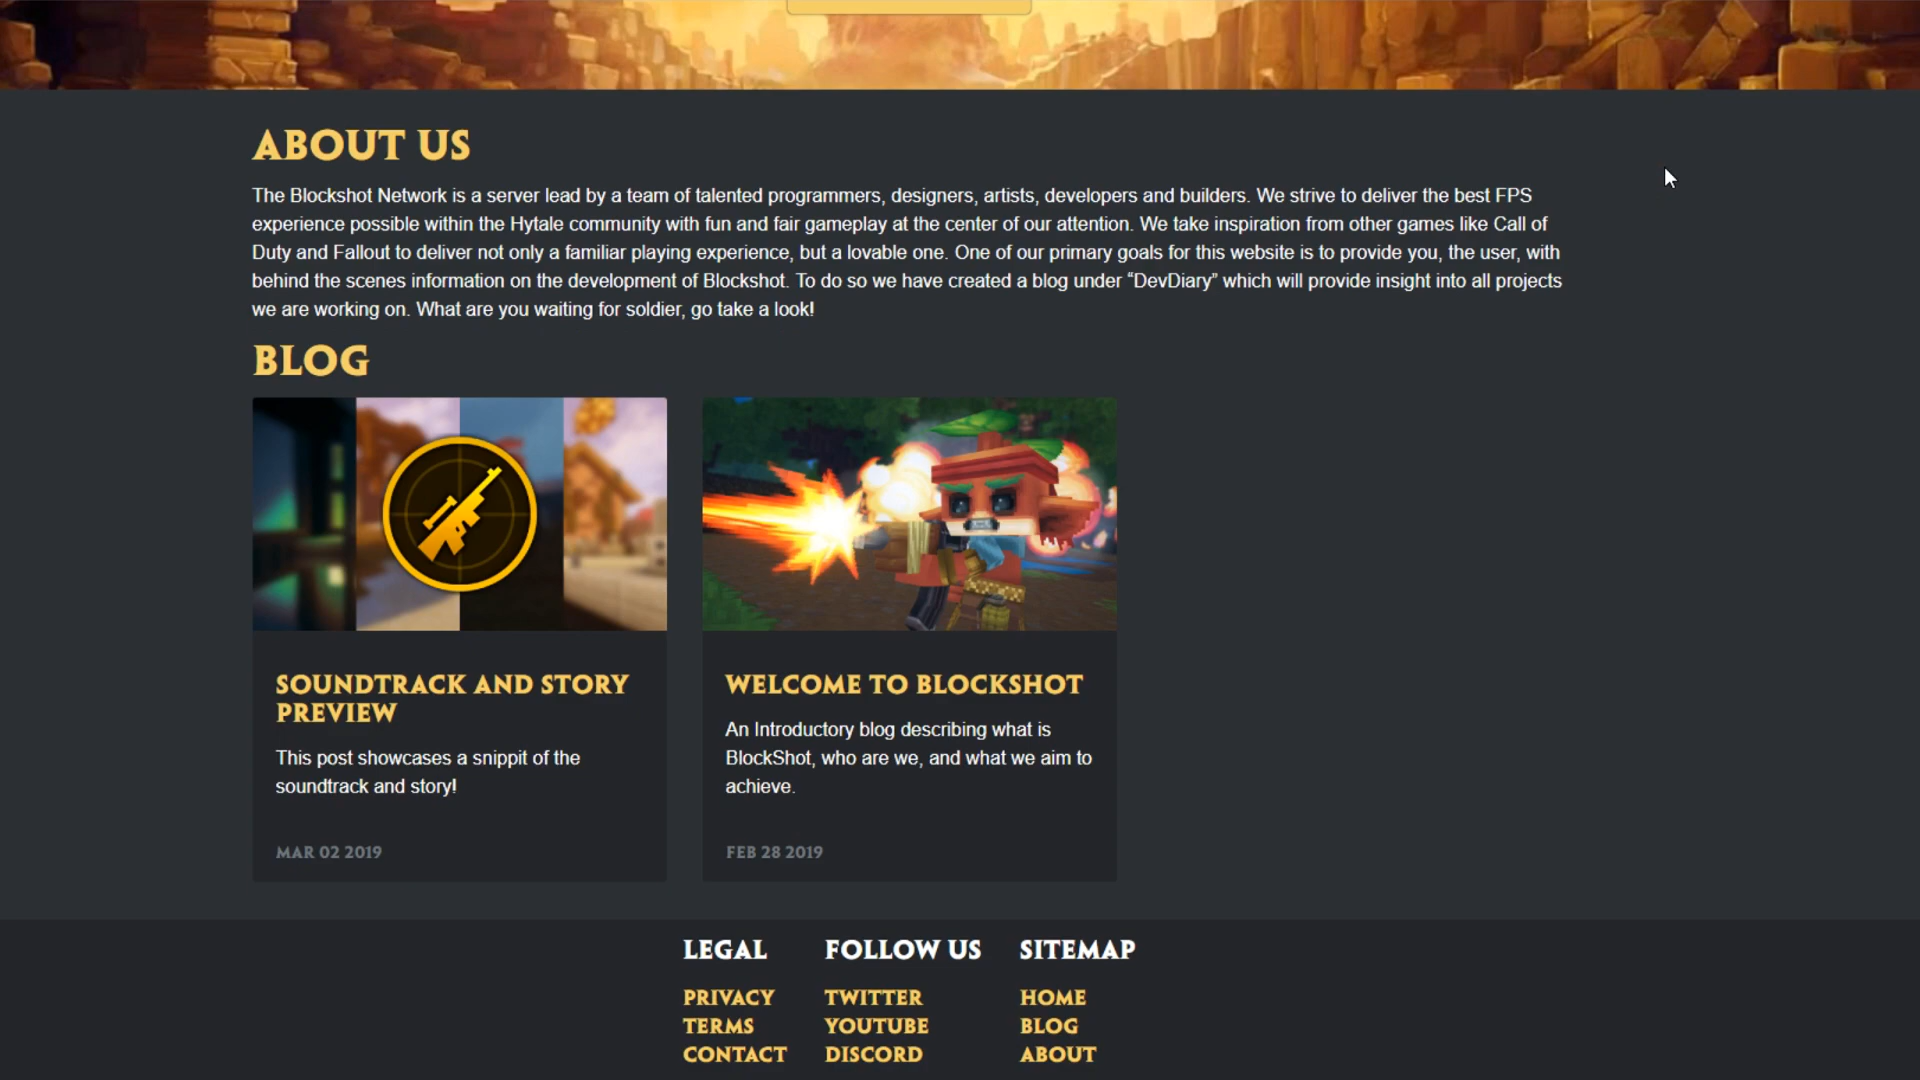 ABOUT US
The Blockshot Network is a server lead by a team of talented programmers, designers, artists, developers and builders. We strive to deliver the best FPS
experience possible within the Hytale community with fun and fair gameplay at the center of our attention. We take inspiration from other games like Call of
Duty and Fallout to deliver not only a familiar playing experience, but a lovable one. One of our primary goals for this website is to provide you, the user, with
behind the scenes information on the development of Blockshot. To do so we have created a blog under “DevDiary” which will provide insight into all projects
we are working on. What are you waiting for soldier, go take a look!
BLOG
SOUNDTRACK AND STORY
PREVIEW
This post showcases a snippit of the
soundtrack and story!
MAR 02 2019
WELCOME TO BLOCKSHOT
An Introductory blog describing what is
BlockShot, who are we, and what we aim to
achieve.
FEB 28 2019
LEGAL
PRIVACY
TERMS
CONTACT
FOLLOW US
TWITTER
YOUTUBE
DISCORD
SITEMAP
HOME
BLOG
ABOUT